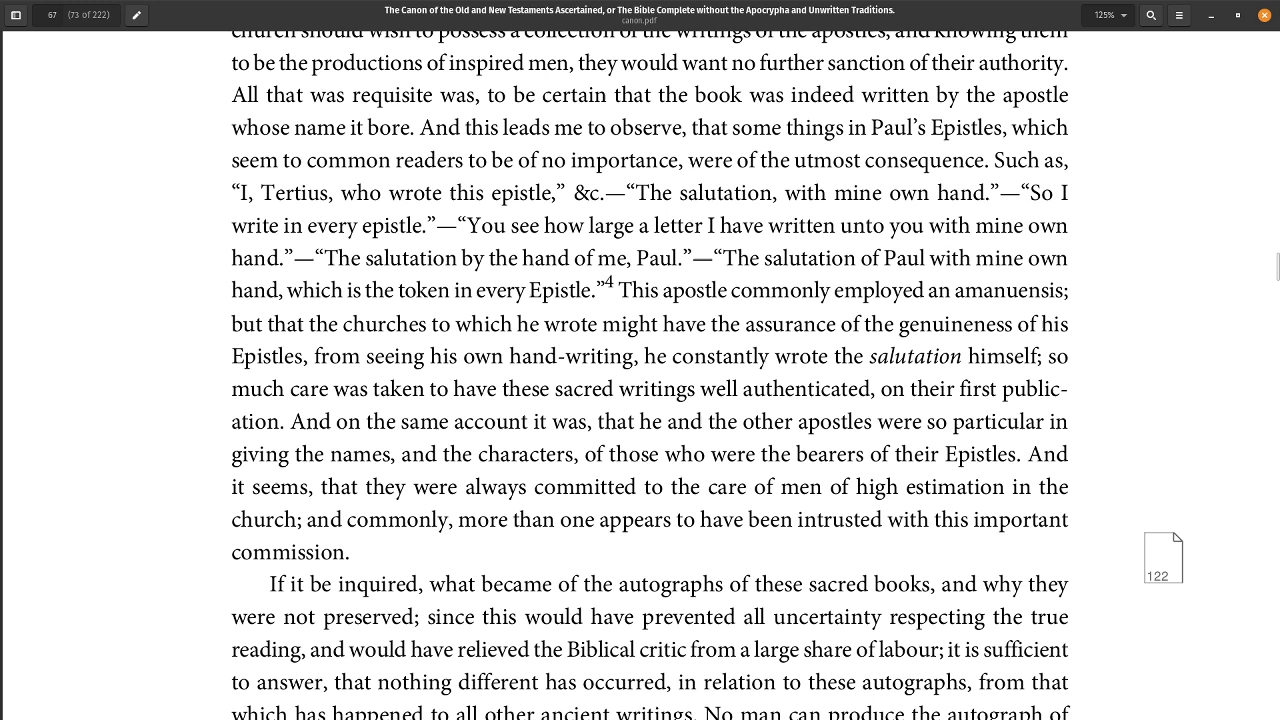 The Canon of the Old and New Testaments Ascertained, or The Bible Complete without the Apocrypha and Unwritten Traditions.
canon.pdf
67 (73 of 222)
125%
church should wish to possess a collection of the writings of the apostles; and knowing them
to be the productions of inspired men, they would want no further sanction of their authority.
All that was requisite was, to be certain that the book was indeed written by the apostle
whose name it bore. And this leads me to observe, that some things in Paul’s Epistles, which
seem to common readers to be of no importance, were of the utmost consequence. Such as,
“I, Tertius, who wrote this epistle,” &c.—“The salutation, with mine own hand.”—“So I
write in every epistle.”—“You see how large a letter I have written unto you with mine own
hand.”—“The salutation by the hand of me, Paul.”—“The salutation of Paul with mine own
hand, which is the token in every Epistle.”4 This apostle commonly employed an amanuensis;
but that the churches to which he wrote might have the assurance of the genuineness of his
Epistles, from seeing his own hand-writing, he constantly wrote the salutation himself; so
much care was taken to have these sacred writings well authenticated, on their first public-
ation. And on the same account it was, that he and the other apostles were so particular in
giving the names, and the characters, of those who were the bearers of their Epistles. And
it seems, that they were always committed to the care of men of high estimation in the
church; and commonly, more than one appears to have been intrusted with this important
commission.
122
If it be inquired, what became of the autographs of these sacred books, and why they
were not preserved; since this would have prevented all uncertainty respecting the true
reading, and would have relieved the Biblical critic from a large share of labour; it is sufficient
to answer, that nothing different has occurred, in relation to these autographs, from that
which has happened to all other ancient writings. No man can produce the autograph of